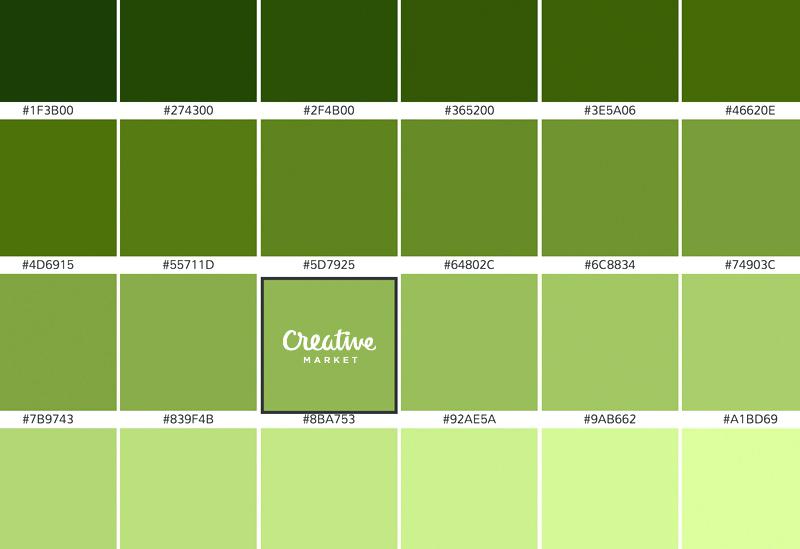 #1F3B00 #274300 #2F4B00 #365200 #3E5A06 #46620E
#4D6915 #55711D #5D7925 #64802C #6C8834 #74903C
Creative
MARKET
#7B9743 #839F4B #8BA753 #92AE5A #9AB662 #A1BD69